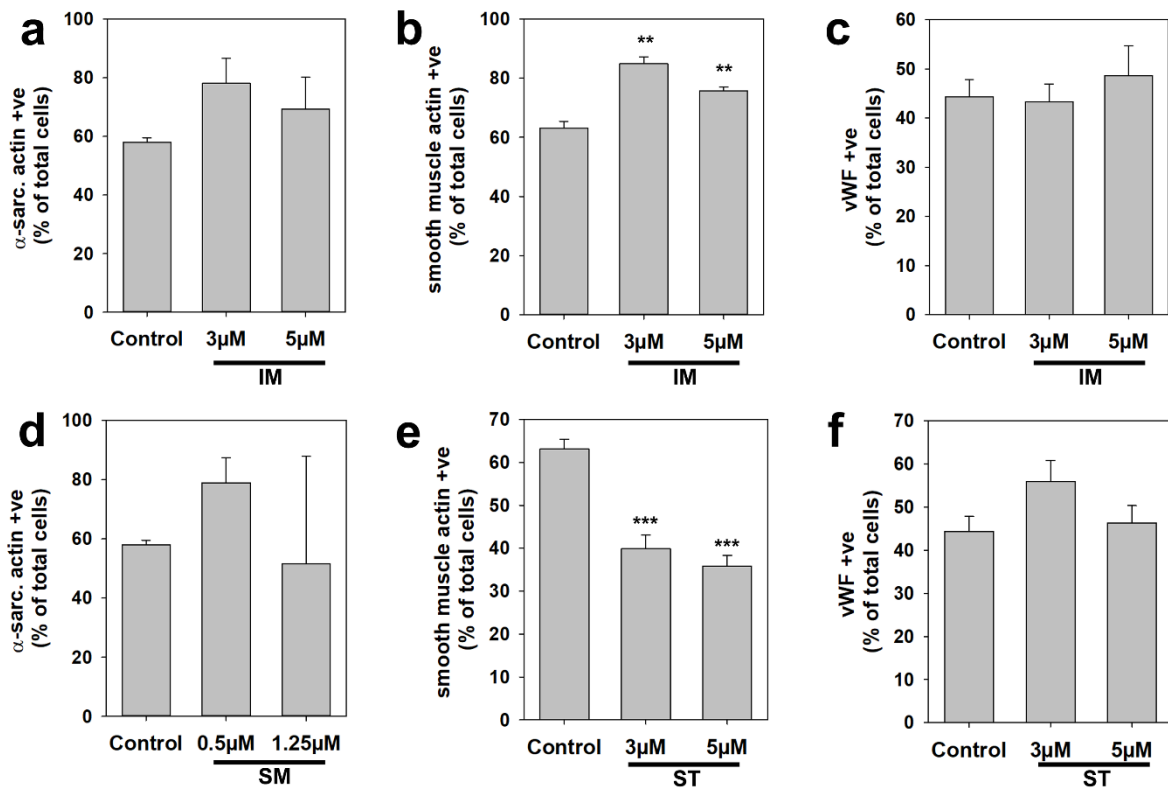 a
α-sarc. actin +ve
(% of total cells)
100
80
60
40
20
0
Control 3µM 5µM
IM
b
smooth muscle actin +ve
(% of total cells)
100
80
60
40
20
0
** **
Control 3µM 5µM
IM
c
vWF +ve
(% of total cells)
60
50
40
30
20
10
0
Control 3µM 5µM
IM
d
α-sarc. actin +ve
(% of total cells)
100
80
60
40
20
0
Control 0.5µM 1.25µM
SM
e
smooth muscle actin +ve
(% of total cells)
70
60
50
40
30
20
10
0
*** ***
Control 3µM 5µM
ST
f
vWF +ve
(% of total cells)
70
60
50
40
30
20
10
0
Control 3µM 5µM
ST